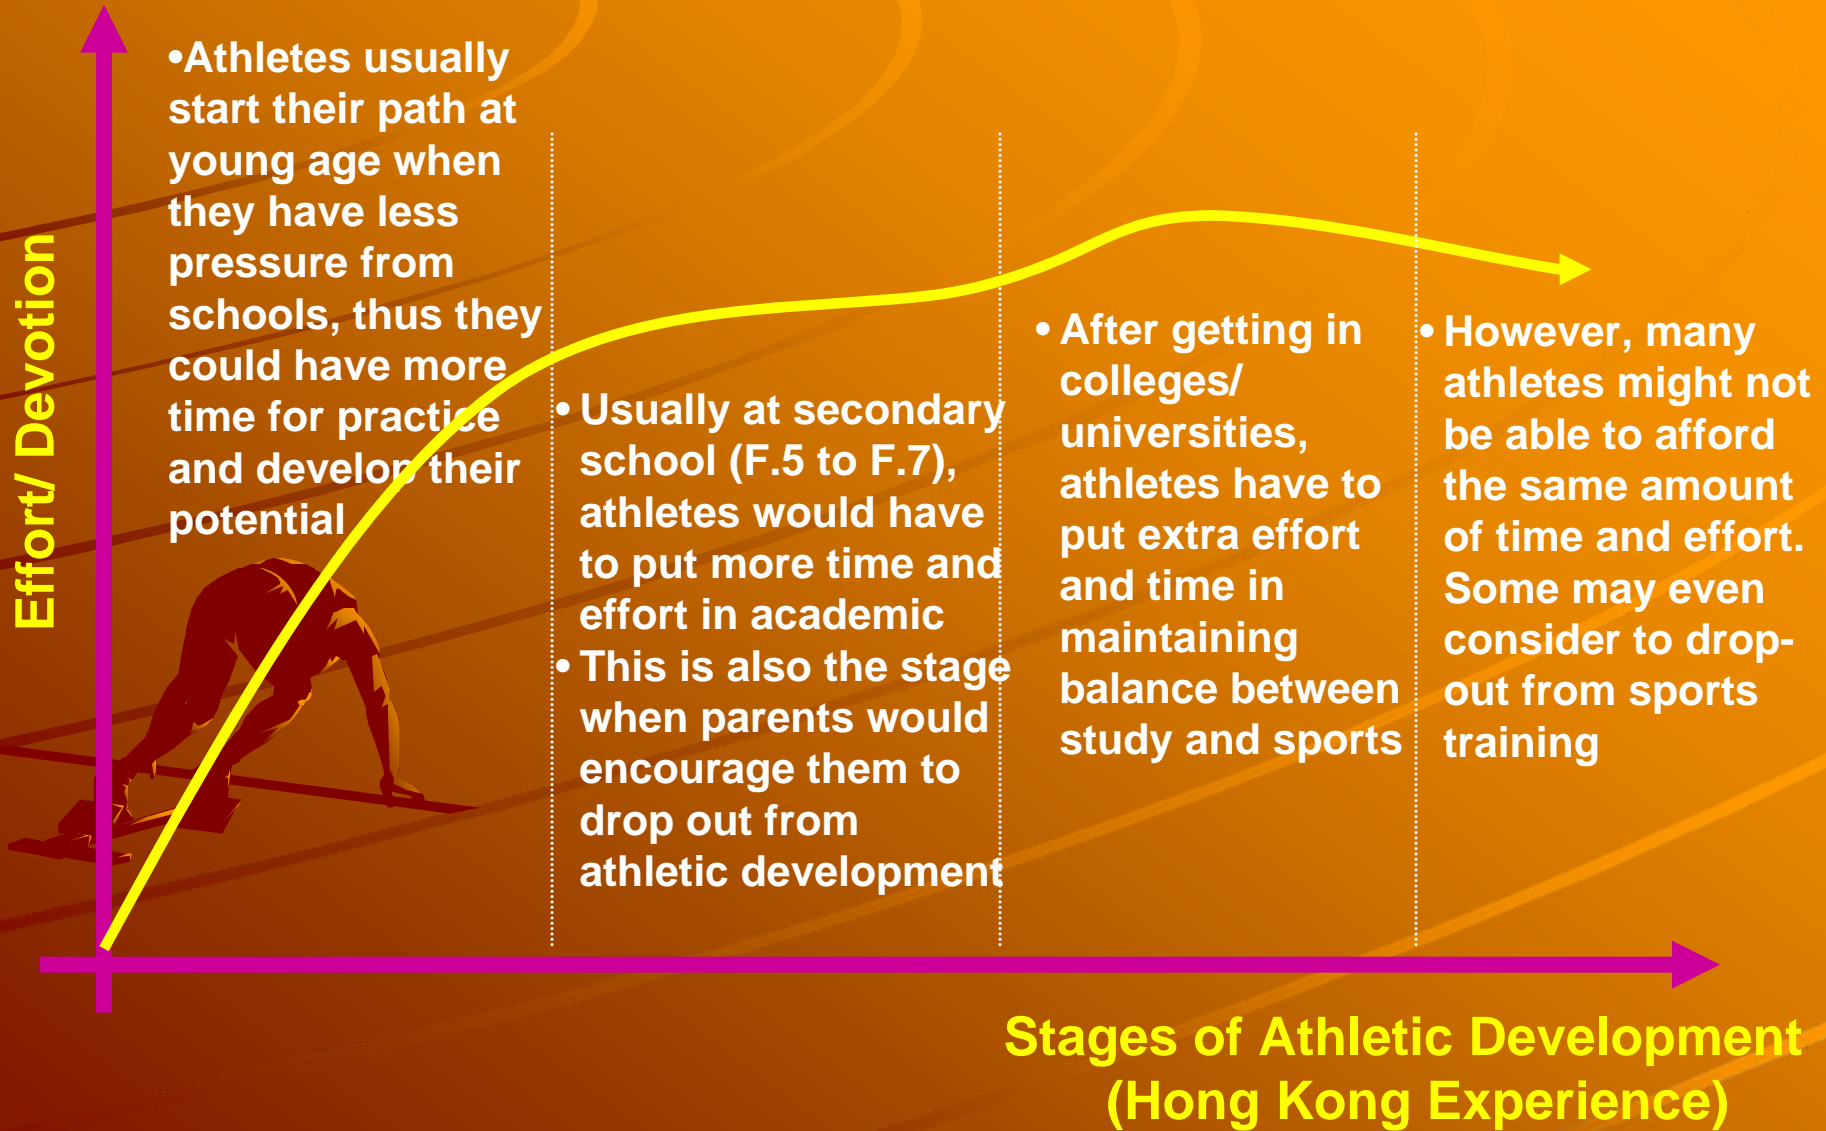 Effort/ Devotion
•Athletes usually
start their path at
young age when
they have less
pressure from
schools, thus they
could have more
time for practice
and develop their
potential
• Usually at secondary
school (F.5 to F.7),
athletes would have
to put more time and
effort in academic
• This is also the stage
when parents would
encourage them to
drop out from
athletic development
• After getting in
colleges/
universities,
athletes have to
put extra effort
and time in
maintaining
balance between
study and sports
• However, many
athletes might not
be able to afford
the same amount
of time and effort.
Some may even
consider to drop-
out from sports
training
Stages of Athletic Development
(Hong Kong Experience)